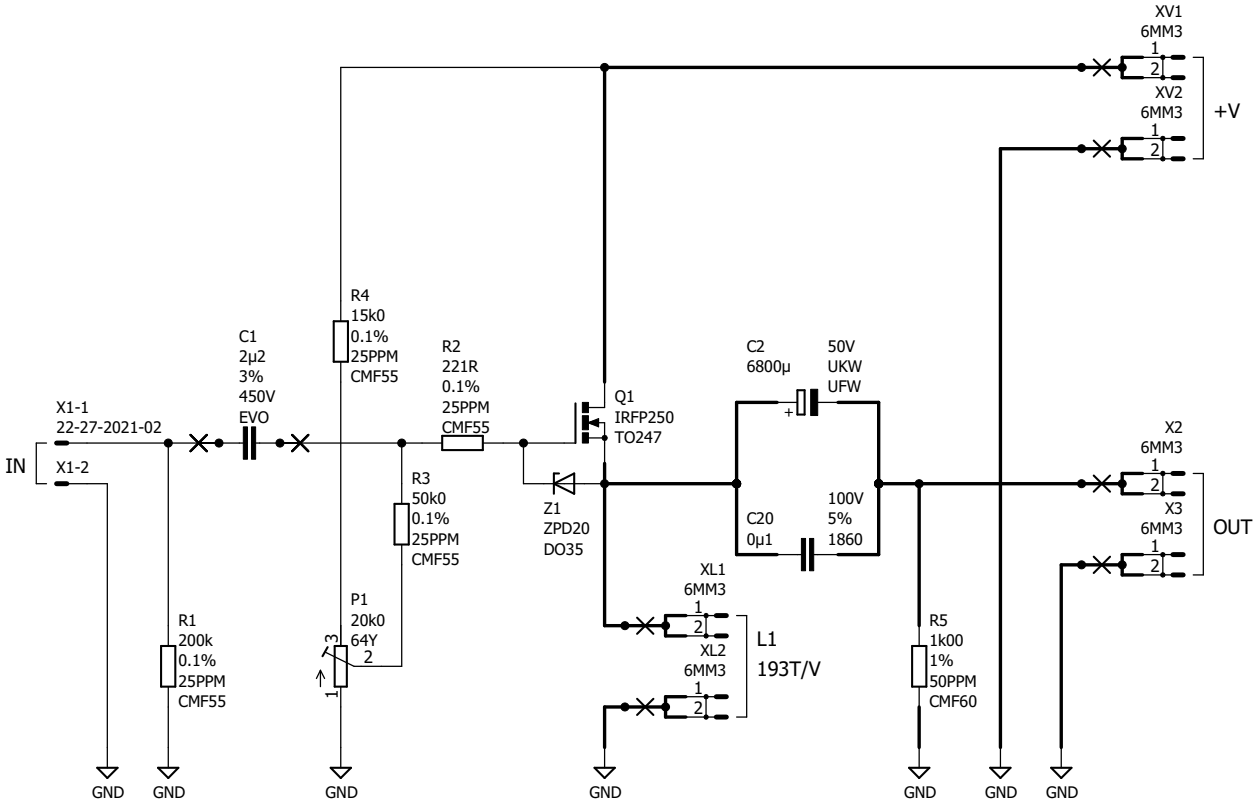 XV1
6MM3
1
2
XV2
6MM3
1
2
+V
R4
15k0
0.1%
25PPM
CMF55
C1
2µ2
3%
450V
EVO
R2
221R
0.1%
25PPM
CMF55
Q1
IRFP250
TO247
C2
6800µ
+
50V
UKW
UFW
X1-1
22-27-2021-02
IN
X1-2
R3
50k0
0.1%
25PPM
CMF55
Z1
ZPD20
DO35
C20
0µ1
100V
5%
1860
X2
6MM3
1
2
X3
6MM3
1
2
OUT
R1
200k
0.1%
25PPM
CMF55
P1
20k0
64Y
3
2
1
XL1
6MM3
1
2
XL2
6MM3
1
2
L1
193T/V
R5
1k00
1%
50PPM
CMF60
GND
GND
GND
GND
GND
GND
GND